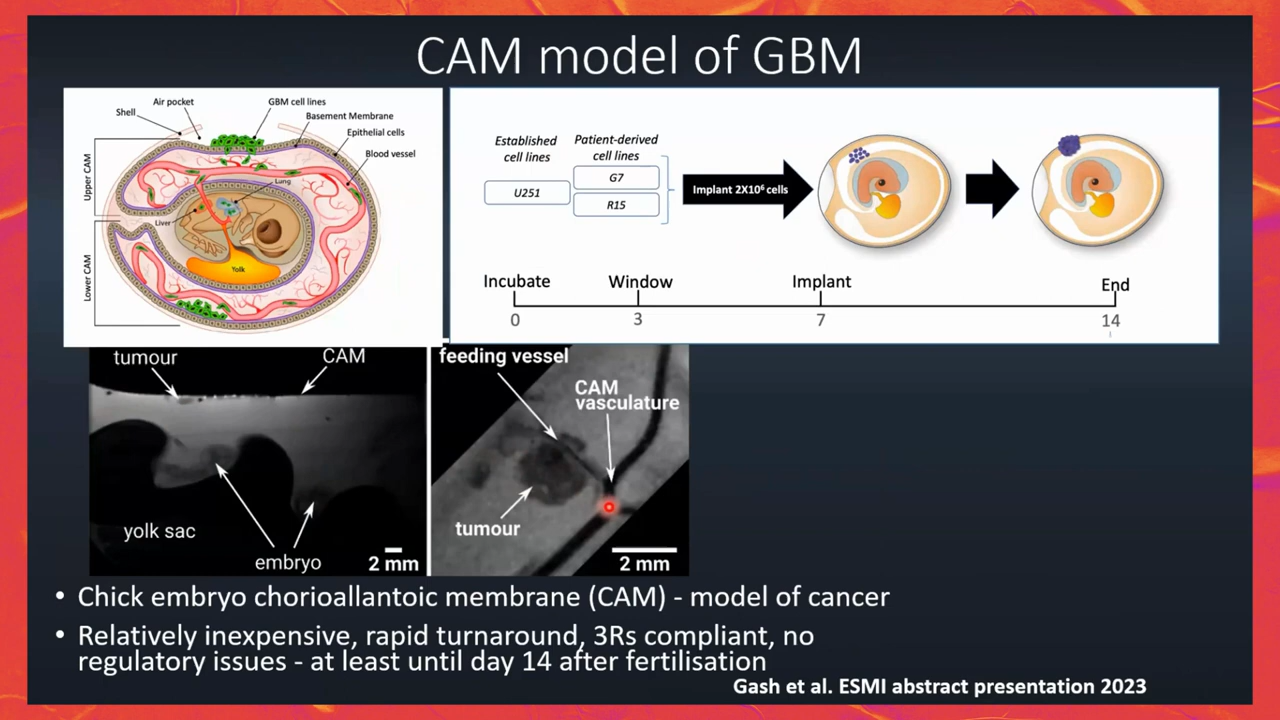 CAM model of GBM
Shell
Air pocket
GBM cell lines
Basement Membrane
Epithelial cells
Blood vessel
Upper CAM
Lower CAM
Lung
Liver
Yolk
Established
cell lines
Patient-derived
cell lines
U251
G7
R15
Implant 2X10⁶ cells
Incubate
Window
Implant
End
0
3
7
14
tumour
CAM
yolk sac
embryo
2 mm
feeding vessel
CAM
vasculature
tumour
2 mm
• Chick embryo chorioallantoic membrane (CAM) - model of cancer
• Relatively inexpensive, rapid turnaround, 3Rs compliant, no
regulatory issues - at least until day 14 after fertilisation
Gash et al. ESMI abstract presentation 2023